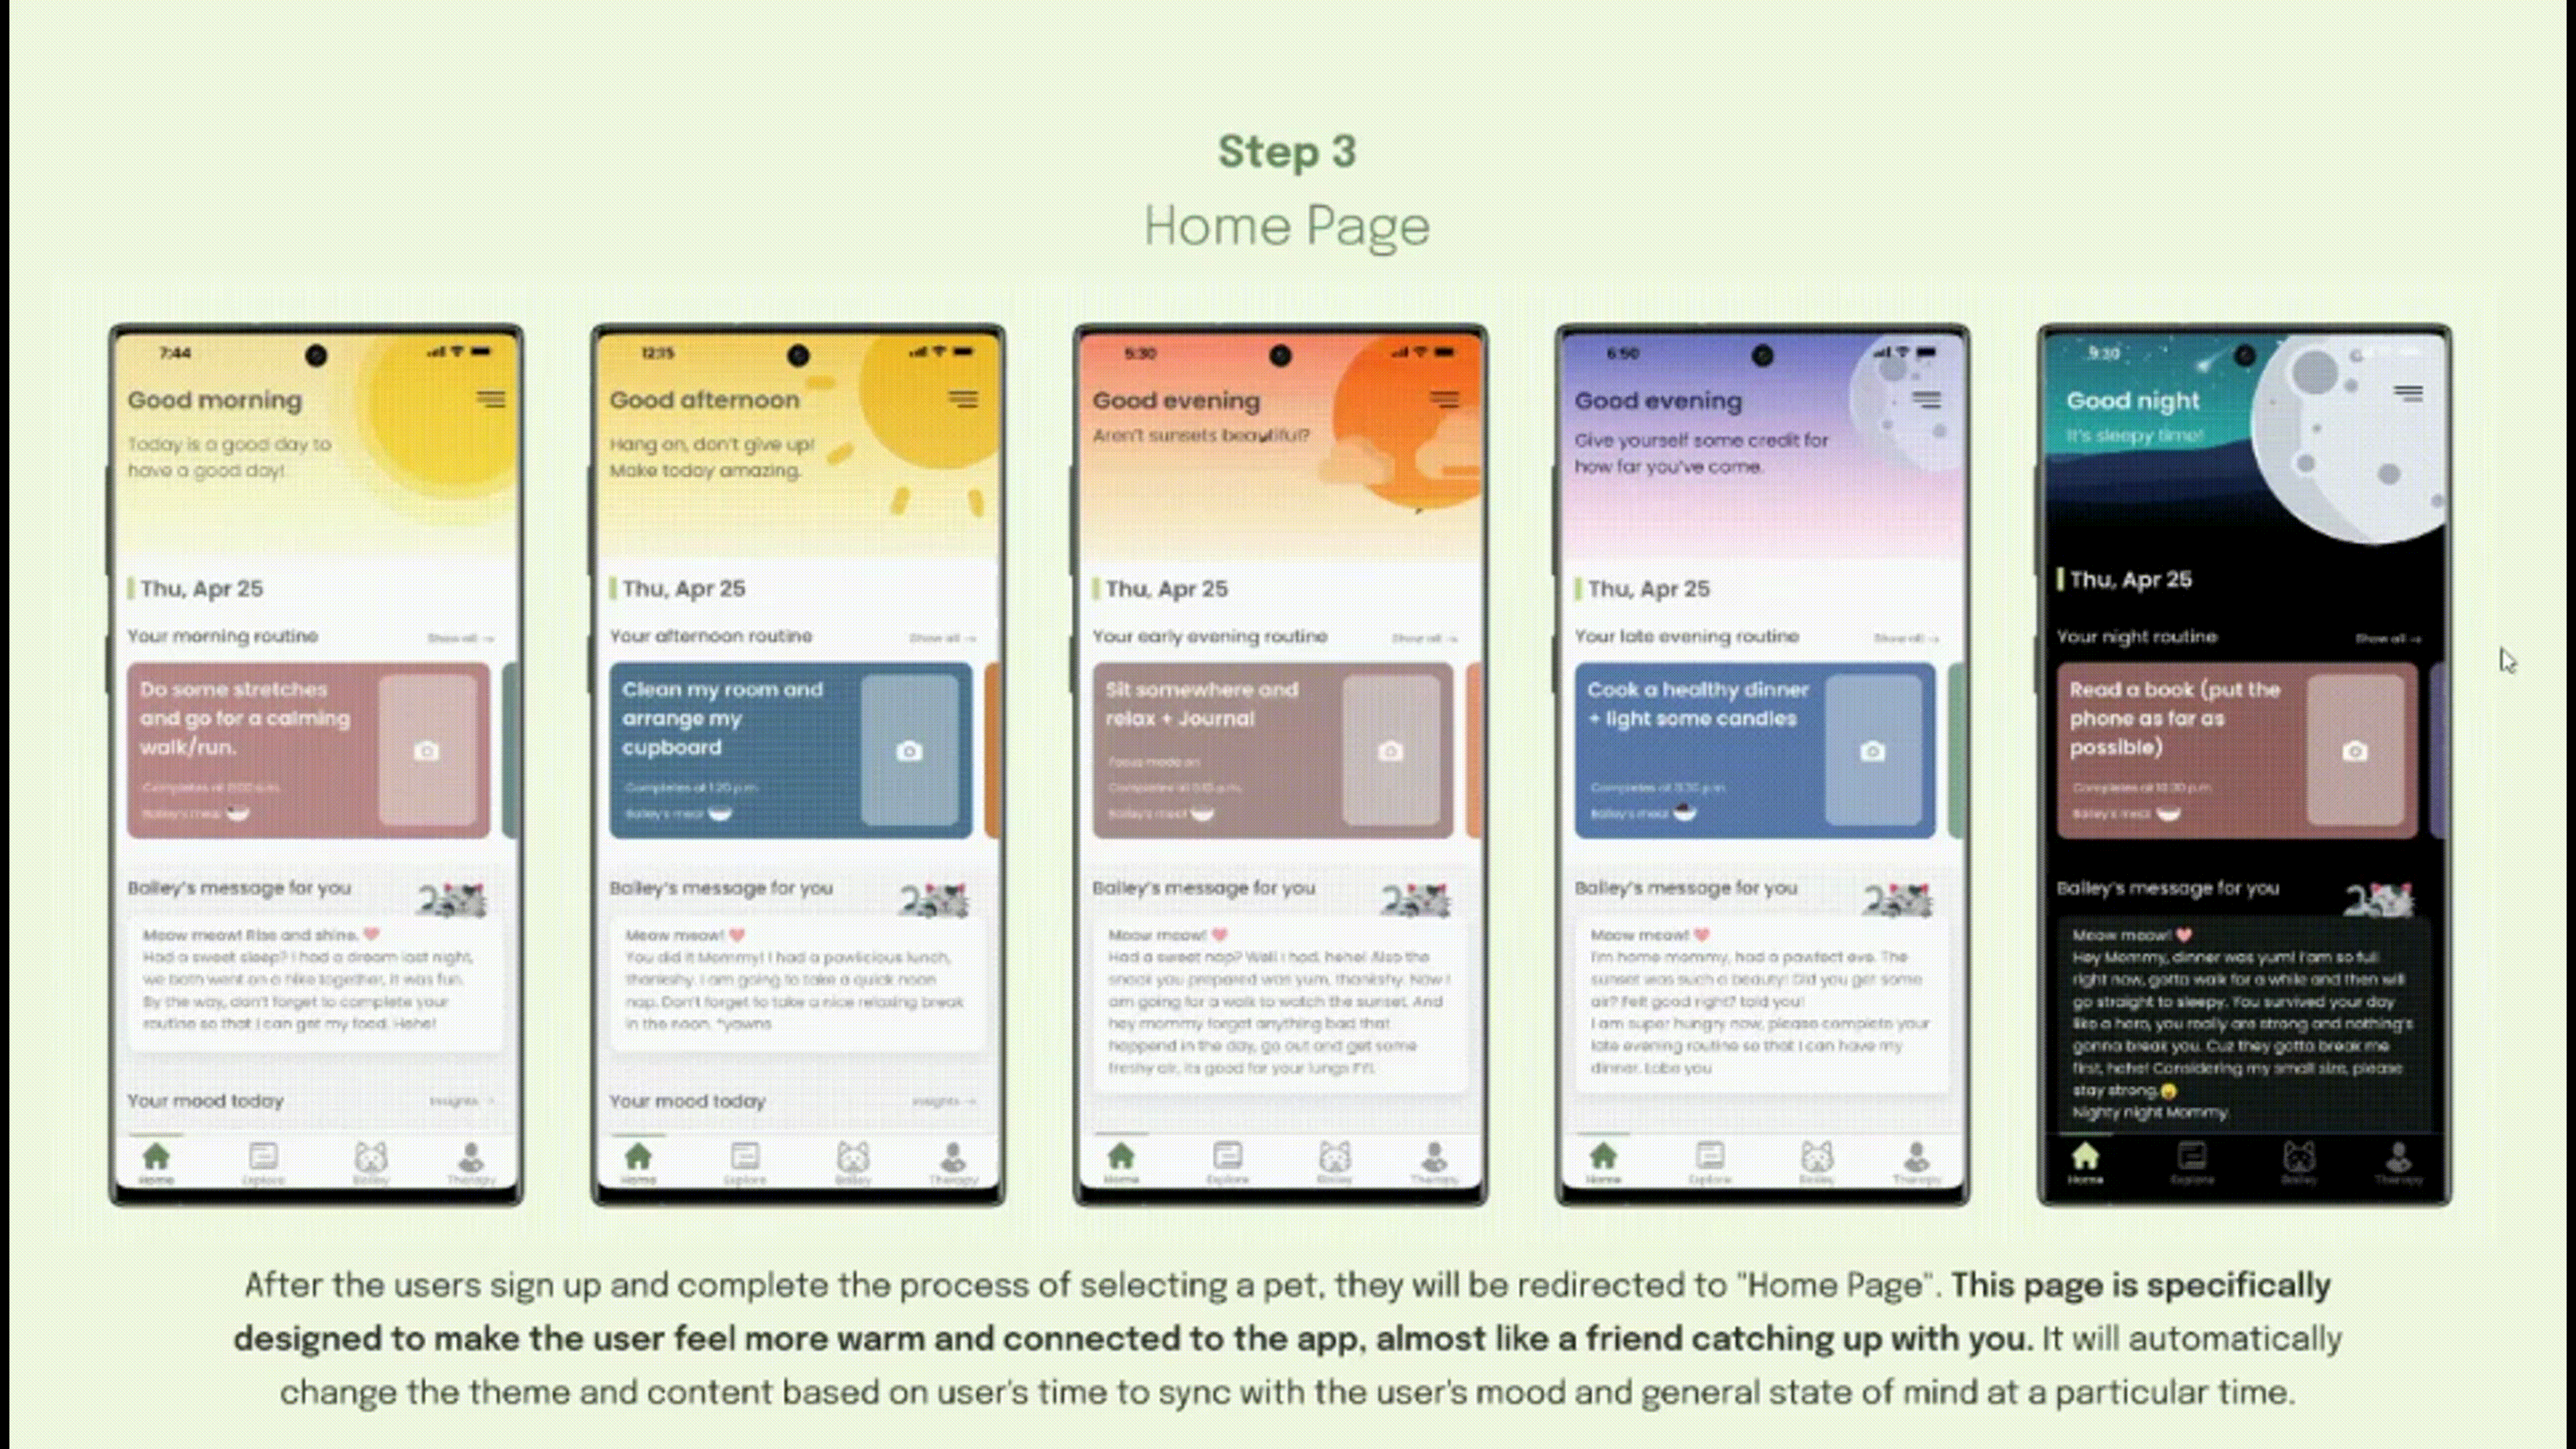 Step 3
Home Page
7:44
Good morning
Today is a good day to
have a good day!
Thu, Apr 25
Your morning routine
Show all →
Do some stretches
and go for a calming
walk/run.
Completes at a.m.
Bailey's meal
Bailey's message for you
Meow meow! Rise and shine.
Had a sweet sleep? I had a dream last night,
we both went on a hike together, it was fun.
By the way, don't forget to complete your
routine so that I can get my food. Hehe!
Your mood today
Insights →
Home
Explore
Bailey
Therapy
12:15
Good afternoon
Hang on, don't give up!
Make today amazing.
Thu, Apr 25
Your afternoon routine
Show all →
Clean my room and
arrange my
cupboard
Completes at 1:20 p.m.
Bailey's meal
Bailey's message for you
Meow meow!
You did it Mommy! I had a pawlicious lunch,
thankshy. I am going to take a quick noon
nap. Don't forget to take a nice relaxing break
in the noon. *yawns
Your mood today
Insights →
Home
Explore
Bailey
Therapy
5:30
Good evening
Aren't sunsets beautiful?
Thu, Apr 25
Your early evening routine
Show all →
Sit somewhere and
relax + Journal
Focus mode on
Completes at p.m.
Bailey's meal
Bailey's message for you
Meow meow!
Had a sweet nap? Well I had, hehe! Also the
snack you prepared was yum, thankshy. Now I
am going for a walk to watch the sunset. And
hey mommy forget anything bad that
happend in the day, go out and get some
freshy air, its good for your lungs FYI.
Home
Explore
Bailey
Therapy
6:50
Good evening
Give yourself some credit for
how far you've come.
Thu, Apr 25
Your late evening routine
Show all →
Cook a healthy dinner
+ light some candles
Completes at 8:30 p.m.
Bailey's meal
Bailey's message for you
Meow meow!
I'm home mommy, had a pawfect eve. The
sunset was such a beauty! Did you get some
air? Felt good right? told you!
I am super hungry now, please complete your
late evening routine so that I can have my
dinner. Lobe you
Home
Explore
Bailey
Therapy
9:30
Good night
It's sleepy time!
Thu, Apr 25
Your night routine
Show all →
Read a book (put the
phone as far as
possible)
Completes at 10:30 p.m.
Bailey's meal
Bailey's message for you
Meow meow!
Hey Mommy, dinner was yum! I'am so full
right now, gotta walk for a while and then will
go straight to sleepy. You survived your day
like a hero, you really are strong and nothing's
gonna break you. Cuz they gotta break me
first, hehe! Considering my small size, please
stay strong.
Nighty night Mommy.
Home
Explore
Bailey
Therapy
After the users sign up and complete the process of selecting a pet, they will be redirected to "Home Page". This page is specifically
designed to make the user feel more warm and connected to the app, almost like a friend catching up with you. It will automatically
change the theme and content based on user's time to sync with the user's mood and general state of mind at a particular time.